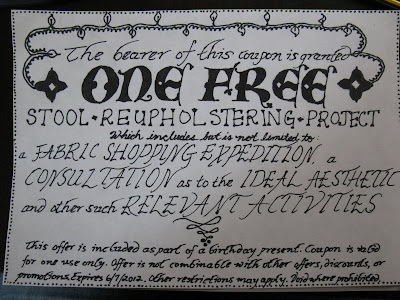 The bearer of this coupon is granted
ONE FREE
STOOL • REUPHOLSTERING • PROJECT
Which includes but is not limited to:
a FABRIC SHOPPING EXPEDITION, a
CONSULTATION as to the IDEAL AESTHETIC
and other such RELEVANT ACTIVITIES
This offer is included as part of a birthday present. Coupon is valid
for one use only. Offer is not combinable with other offers, discounts, or
promotions. Expires 6/7/2012. Other restrictions may apply. Void where prohibited.